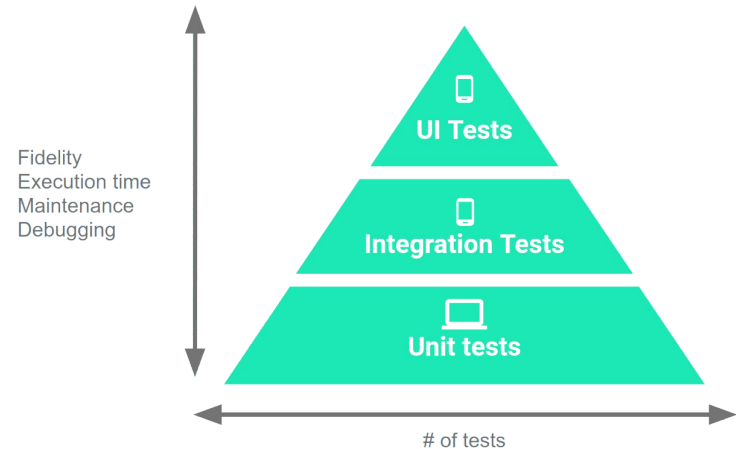 Fidelity
Execution time
Maintenance
Debugging
UI Tests
Integration Tests
Unit tests
# of tests